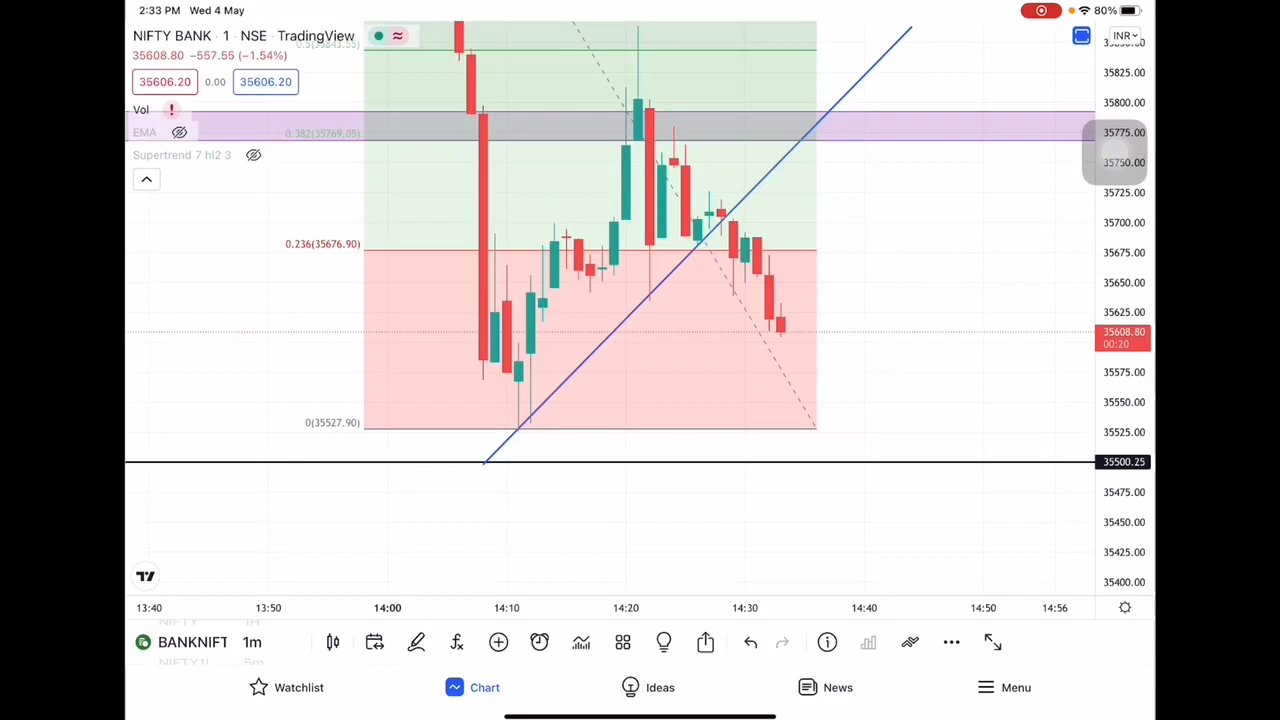 2:33 PM Wed 4 May
80%
NIFTY BANK · 1 · NSE · TradingView
INR
35608.80 −557.55 (−1.54%)
35606.20 0.00 35606.20
Vol
EMA
Supertrend 7 hl2 3
0.5(35843.55)
0.382(35769.05)
0.236(35676.90)
0(35527.90)
35825.00
35800.00
35775.00
35750.00
35725.00
35700.00
35675.00
35650.00
35625.00
35608.80
00:20
35575.00
35550.00
35525.00
35500.25
35475.00
35450.00
35425.00
35400.00
13:40 13:50 14:00 14:10 14:20 14:30 14:40 14:50 14:56
BANKNIFT 1m
Watchlist Chart Ideas News Menu